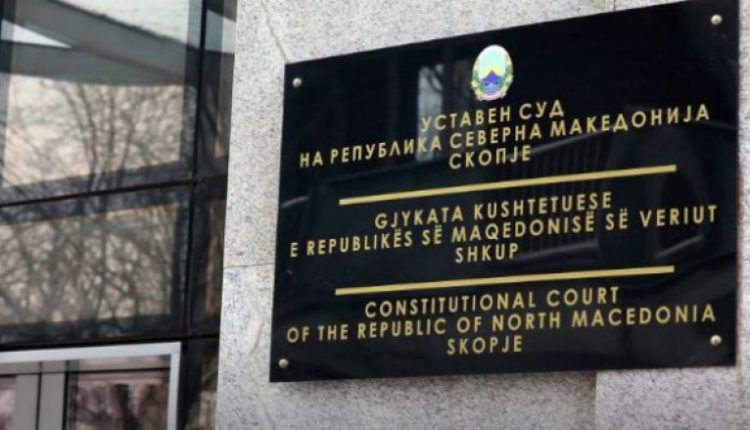 УСТАВЕН СУД
НА РЕПУБЛИКА СЕВЕРНА МАКЕДОНИЈА
СКОПЈЕ
GJYKATA KUSHTETUESE
E REPUBLIKËS SË MAQEDONISË SË VERIUT
SHKUP
CONSTITUTIONAL COURT
OF THE REPUBLIC OF NORTH MACEDONIA
SKOPJE